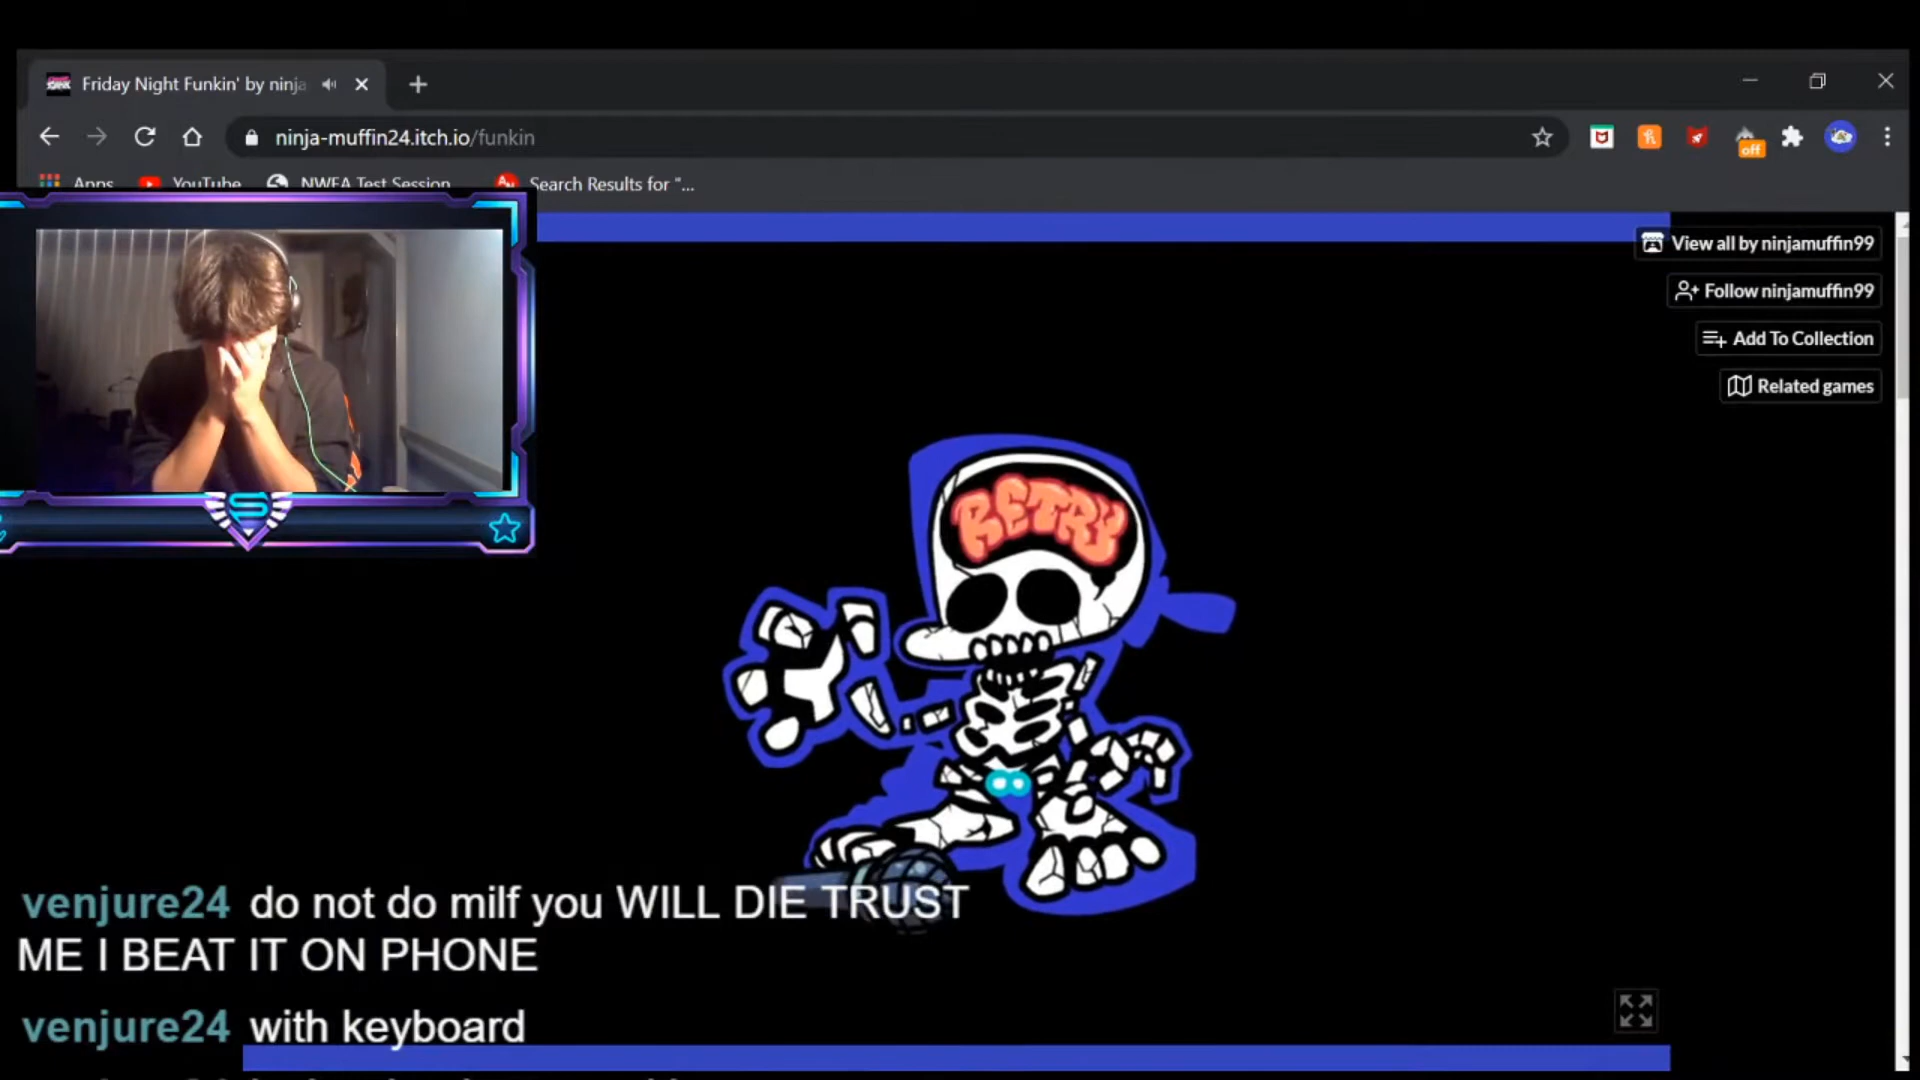 Friday Night Funkin' by ninja
ninja-muffin24.itch.io/funkin
off
Apps YouTube NWEA Test Session Search Results for "...
View all by ninjamuffin99
Follow ninjamuffin99
Add To Collection
Related games
RETRY
venjure24 do not do milf you WILL DIE TRUST
ME I BEAT IT ON PHONE
venjure24 with keyboard